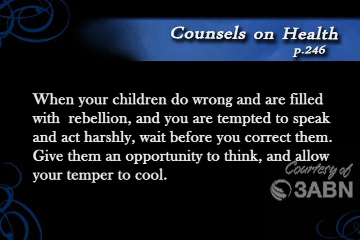 Counsels on Health
p.246
When your children do wrong and are filled
with rebellion, and you are tempted to speak
and act harshly, wait before you correct them.
Give them an opportunity to think, and allow
your temper to cool.
Courtesy of
3ABN